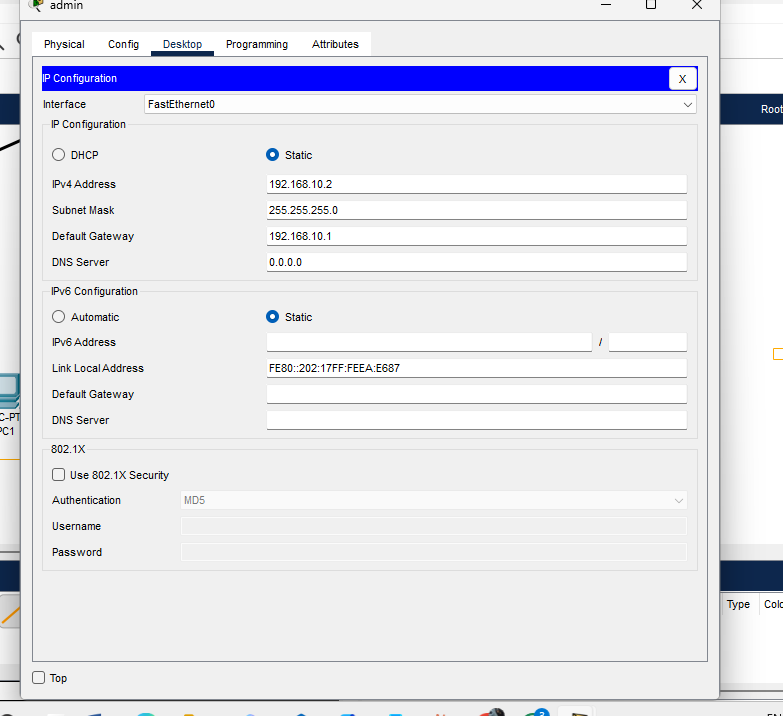 admin
Physical Config Desktop Programming Attributes
IP Configuration X
Interface FastEthernet0
IP Configuration
DHCP Static
IPv4 Address 192.168.10.2
Subnet Mask 255.255.255.0
Default Gateway 192.168.10.1
DNS Server 0.0.0.0
IPv6 Configuration
Automatic Static
IPv6 Address /
Link Local Address FE80::202:17FF:FEEA:E687
Default Gateway
DNS Server
802.1X
Use 802.1X Security
Authentication MD5
Username
Password
Top
Root
C-PT
PC1
Type Colo
2